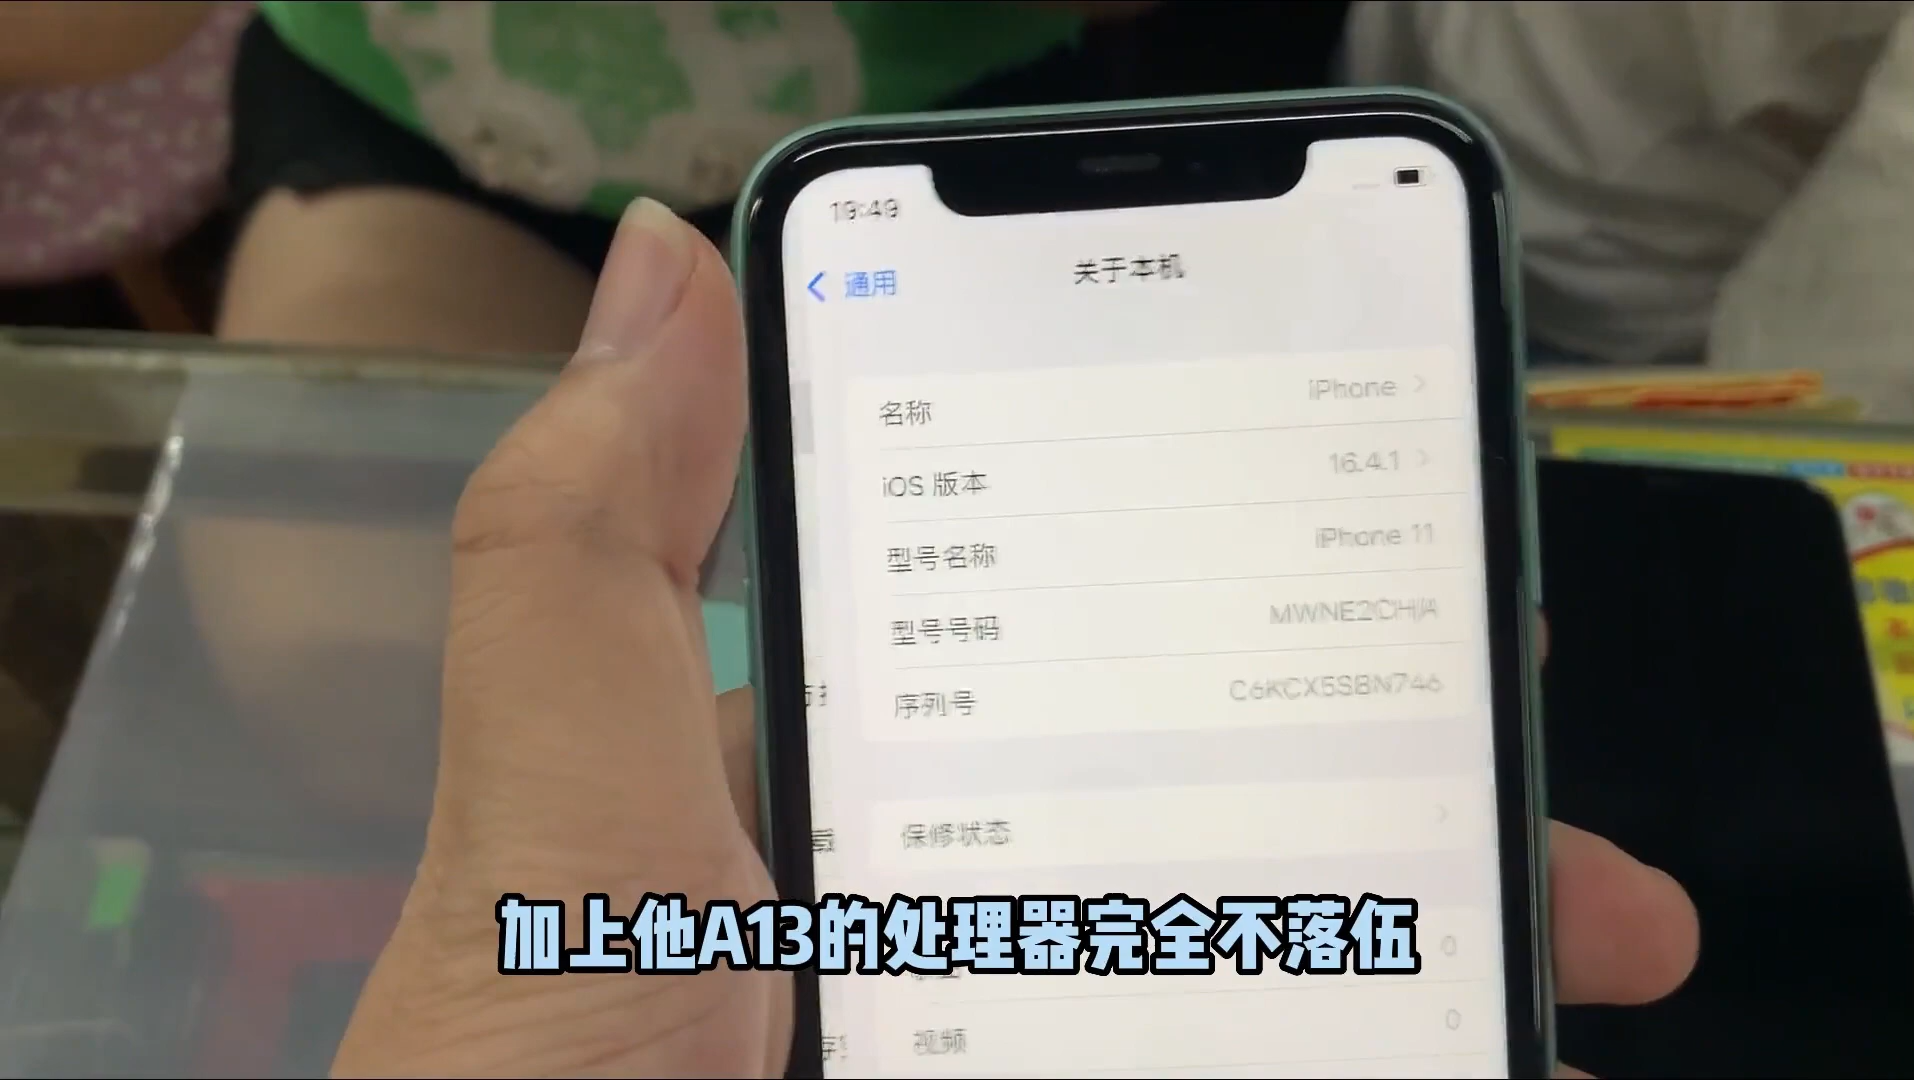 19:49
通用
关于本机
名称 iPhone
iOS 版本 16.4.1
型号名称 iPhone 11
型号号码 MWNE2CH/A
序列号 C6KCX5SBN746
保修状态
加上他A13的处理器完全不落伍
0
视频 0